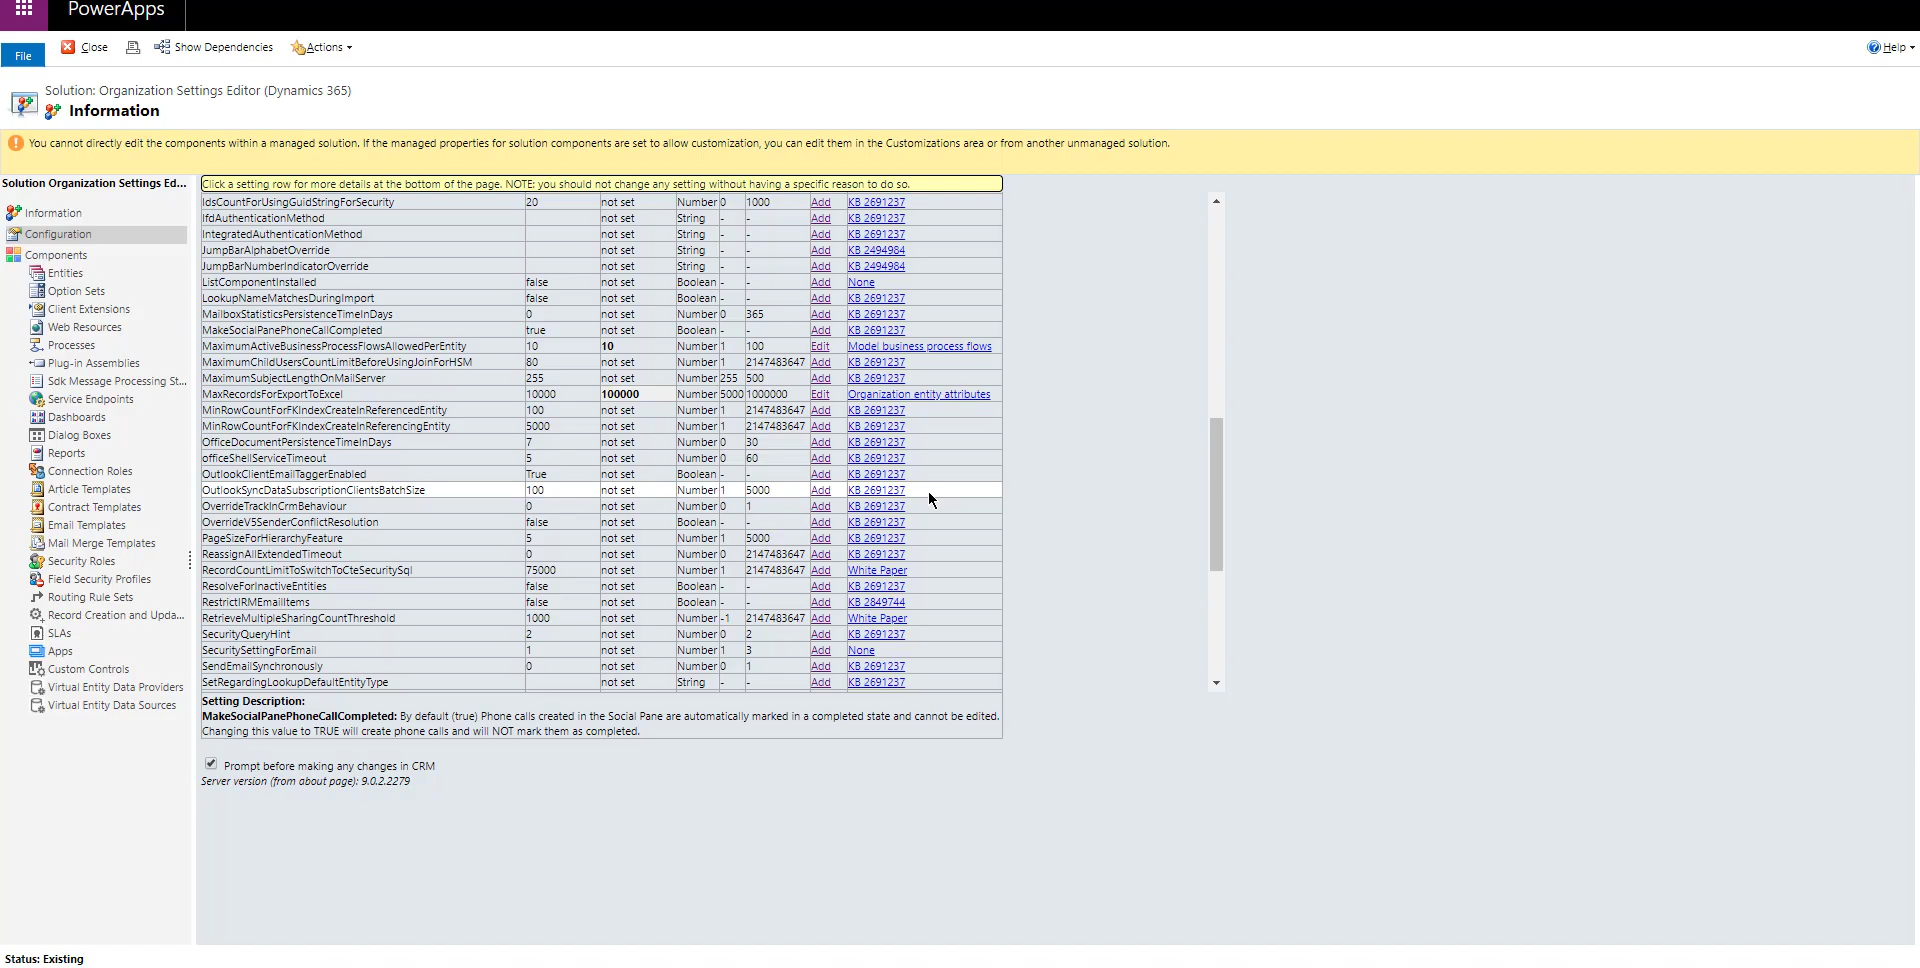 PowerApps
File
Close
Show Dependencies
Actions
Help
Solution: Organization Settings Editor (Dynamics 365)
Information
You cannot directly edit the components within a managed solution. If the managed properties for solution components are set to allow customization, you can edit them in the Customizations area or from another unmanaged solution.
Solution Organization Settings Ed...
Information
Configuration
Components
Entities
Option Sets
Client Extensions
Web Resources
Processes
Plug-in Assemblies
Sdk Message Processing St...
Service Endpoints
Dashboards
Dialog Boxes
Reports
Connection Roles
Article Templates
Contract Templates
Email Templates
Mail Merge Templates
Security Roles
Field Security Profiles
Routing Rule Sets
Record Creation and Upda...
SLAs
Apps
Custom Controls
Virtual Entity Data Providers
Virtual Entity Data Sources
Click a setting row for more details at the bottom of the page. NOTE: you should not change any setting without having a specific reason to do so.
IdsCountForUsingGuidStringForSecurity 20 not set Number 0 1000 Add KB 2691237
IfdAuthenticationMethod not set String - - Add KB 2691237
IntegratedAuthenticationMethod not set String - - Add KB 2691237
JumpBarAlphabetOverride not set String - - Add KB 2494984
JumpBarNumberIndicatorOverride not set String - - Add KB 2494984
ListComponentInstalled false not set Boolean - - Add None
LookupNameMatchesDuringImport false not set Boolean - - Add KB 2691237
MailboxStatisticsPersistenceTimeInDays 0 not set Number 0 365 Add KB 2691237
MakeSocialPanePhoneCallCompleted true not set Boolean - - Add KB 2691237
MaximumActiveBusinessProcessFlowsAllowedPerEntity 10 10 Number 1 100 Edit Model business process flows
MaximumChildUsersCountLimitBeforeUsingJoinForHSM 80 not set Number 1 2147483647 Add KB 2691237
MaximumSubjectLengthOnMailServer 255 not set Number 255 500 Add KB 2691237
MaxRecordsForExportToExcel 10000 100000 Number 5000 1000000 Edit Organization entity attributes
MinRowCountForFKIndexCreateInReferencedEntity 100 not set Number 1 2147483647 Add KB 2691237
MinRowCountForFKIndexCreateInReferencingEntity 5000 not set Number 1 2147483647 Add KB 2691237
OfficeDocumentPersistenceTimeInDays 7 not set Number 0 30 Add KB 2691237
officeShellServiceTimeout 5 not set Number 0 60 Add KB 2691237
OutlookClientEmailTaggerEnabled True not set Boolean - - Add KB 2691237
OutlookSyncDataSubscriptionClientsBatchSize 100 not set Number 1 5000 Add KB 2691237
OverrideTrackInCrmBehaviour 0 not set Number 0 1 Add KB 2691237
OverrideV5SenderConflictResolution false not set Boolean - - Add KB 2691237
PageSizeForHierarchyFeature 5 not set Number 1 5000 Add KB 2691237
ReassignAllExtendedTimeout 0 not set Number 0 2147483647 Add KB 2691237
RecordCountLimitToSwitchToCteSecuritySql 75000 not set Number 1 2147483647 Add White Paper
ResolveForInactiveEntities false not set Boolean - - Add KB 2691237
RestrictIRMEmailItems false not set Boolean - - Add KB 2849744
RetrieveMultipleSharingCountThreshold 1000 not set Number -1 2147483647 Add White Paper
SecurityQueryHint 2 not set Number 0 2 Add KB 2691237
SecuritySettingForEmail 1 not set Number 1 3 Add None
SendEmailSynchronously 0 not set Number 0 1 Add KB 2691237
SetRegardingLookupDefaultEntityType not set String - - Add KB 2691237
Setting Description:
MakeSocialPanePhoneCallCompleted: By default (true) Phone calls created in the Social Pane are automatically marked in a completed state and cannot be edited.
Changing this value to TRUE will create phone calls and will NOT mark them as completed.
Prompt before making any changes in CRM
Server version (from about page): 9.0.2.2279
Status: Existing